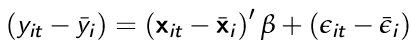 (y_{it} − ȳ_i) = (𝐱_{it} − 𝐱̄_i)′ β + (ϵ_{it} − ϵ̄_i)